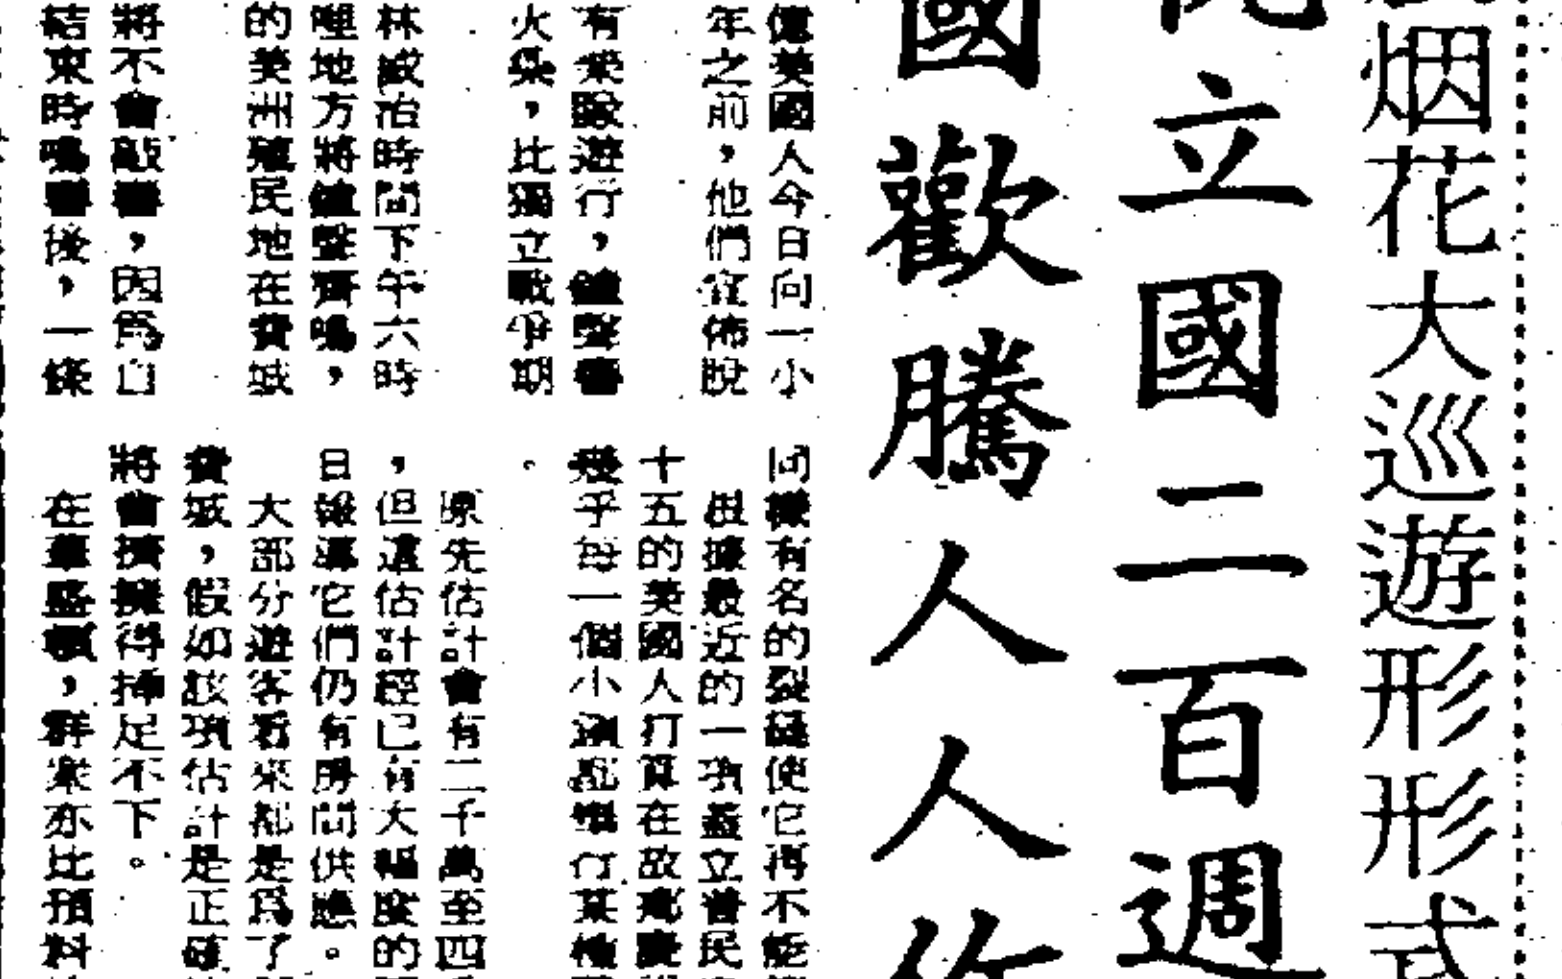 烟花大巡遊形形式
立國二百週
國歡騰人人
億美國人今日向一小
年之前，他們宣佈脫
有羣眾遊行，鐘聲響
火集，比獨立戰爭期
林威治時間下午六時
哩地方將鐘聲齊鳴，
的美洲殖民地在費城
將不會敲響，因為自
結束時鳴響後，一條
同機有名的裂縫使它再不能
根據最近的一項蓋立普民
十五的美國人打算在故鄉慶
幾乎每一個小鎮都舉行某種
。
原先估計會有二千萬至四
，但這估計經已有大幅度的
日報導它們仍有房間供應。
大部分遊客看來都是為了
費城，假如該項估計是正確
將會擠擁得插足不下。
在華盛頓，群眾亦比預料